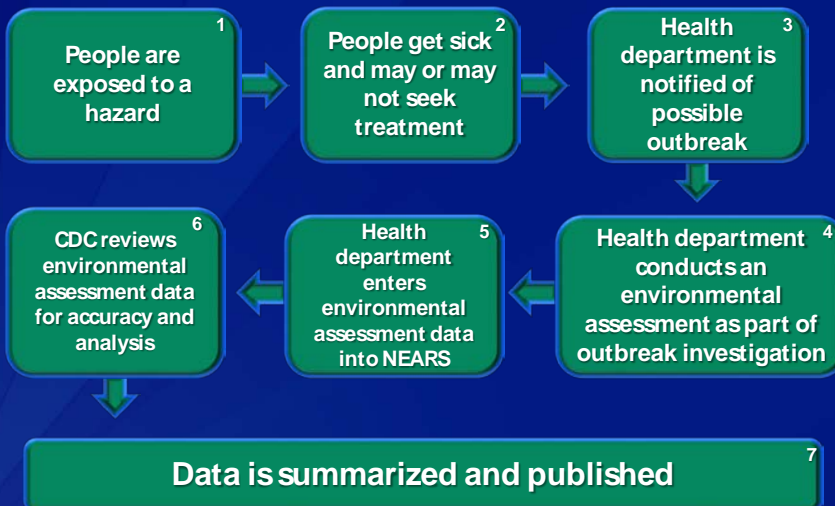 1
People are
exposed to a
hazard
2
People get sick
and may or may
not seek
treatment
3
Health
department is
notified of
possible
outbreak
4
Health department
conducts an
environmental
assessment as part of
outbreak investigation
5
Health
department
enters
environmental
assessment data
into NEARS
6
CDC reviews
environmental
assessment data
for accuracy and
analysis
7
Data is summarized and published